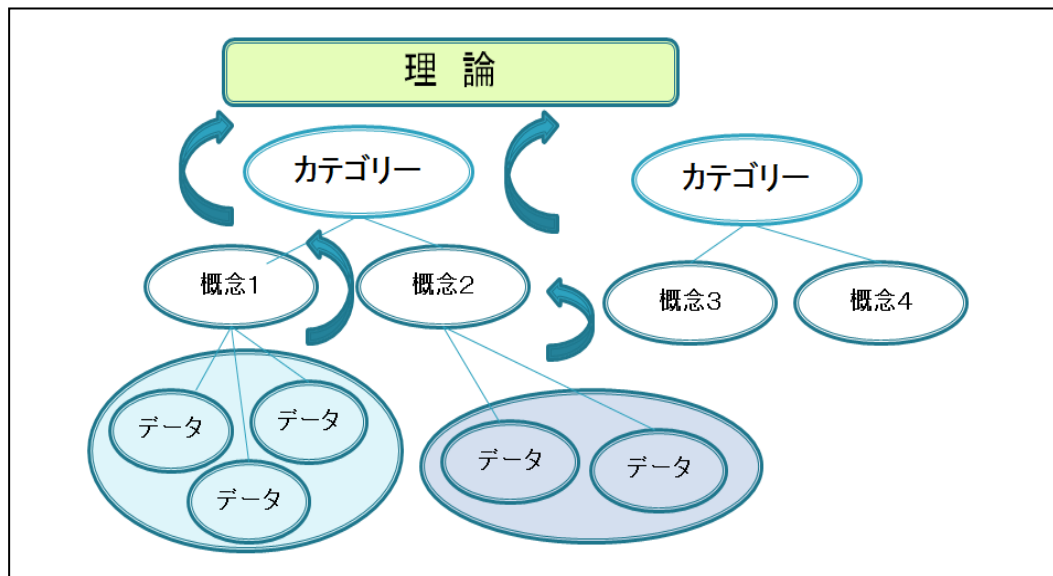 理 論
カテゴリー
カテゴリー
概念1
概念2
概念3
概念4
データ
データ
データ
データ
データ